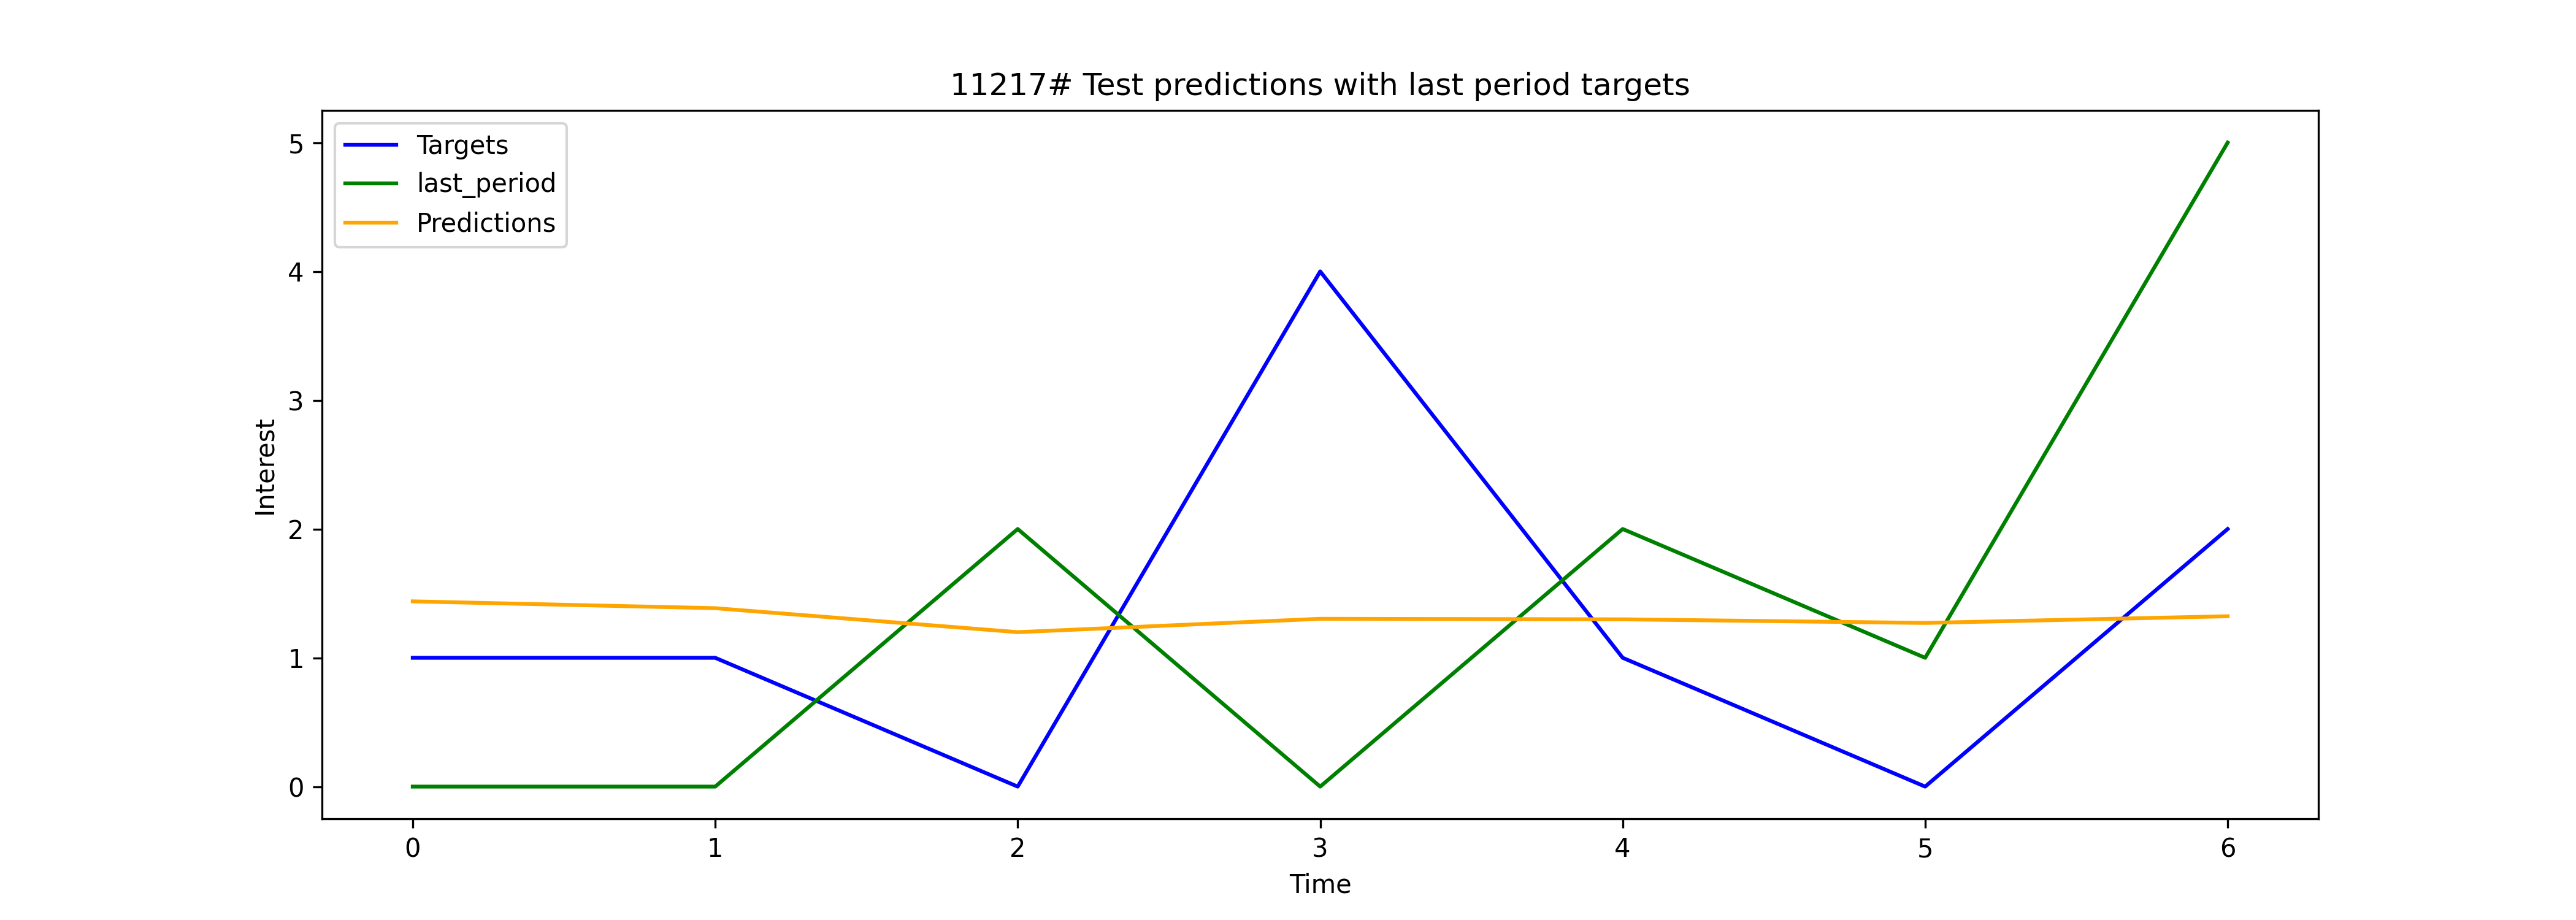 11217# Test predictions with last period targets
Targets
last_period
Predictions
5
4
3
2
1
0
Interest
0 1 2 3 4 5 6
Time